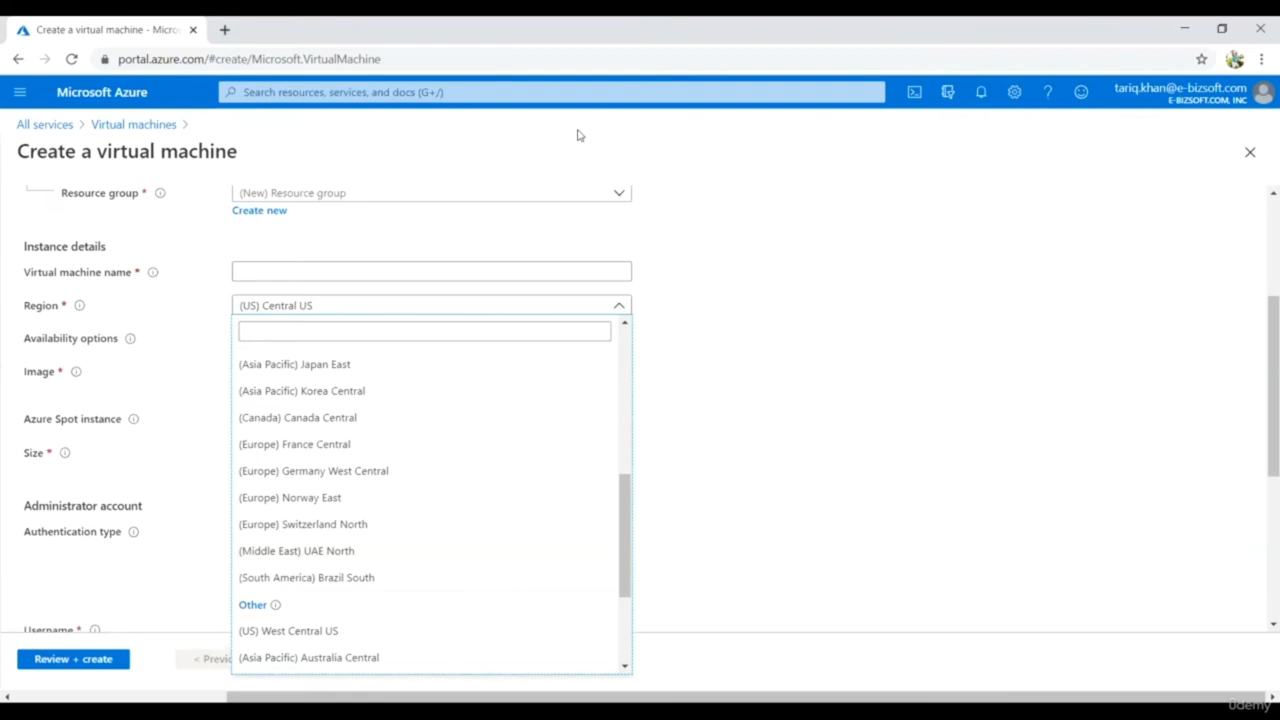 Create a virtual machine - Micro
portal.azure.com/#create/Microsoft.VirtualMachine
Microsoft Azure
Search resources, services, and docs (G+/)
tariq.khan@e-bizsoft.com
E-BIZSOFT.COM, INC
All services > Virtual machines >
Create a virtual machine
Resource group *
(New) Resource group
Create new
Instance details
Virtual machine name *
Region *
(US) Central US
Availability options
(Asia Pacific) Japan East
Image *
(Asia Pacific) Korea Central
(Canada) Canada Central
Azure Spot instance
(Europe) France Central
Size *
(Europe) Germany West Central
(Europe) Norway East
Administrator account
(Europe) Switzerland North
Authentication type
(Middle East) UAE North
(South America) Brazil South
Other
Username *
(US) West Central US
Review + create
< Previ
(Asia Pacific) Australia Central
ûdemy